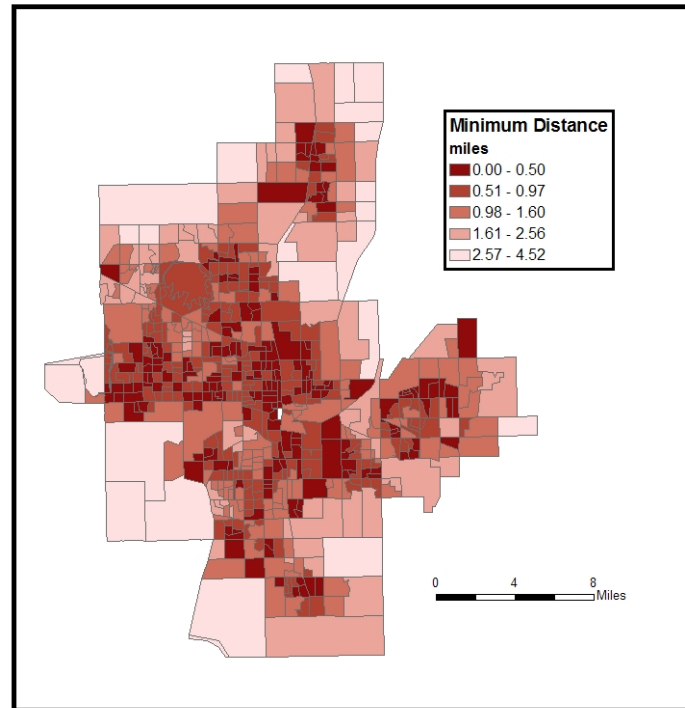 Minimum Distance
miles
0.00 - 0.50
0.51 - 0.97
0.98 - 1.60
1.61 - 2.56
2.57 - 4.52
0 4 8
Miles